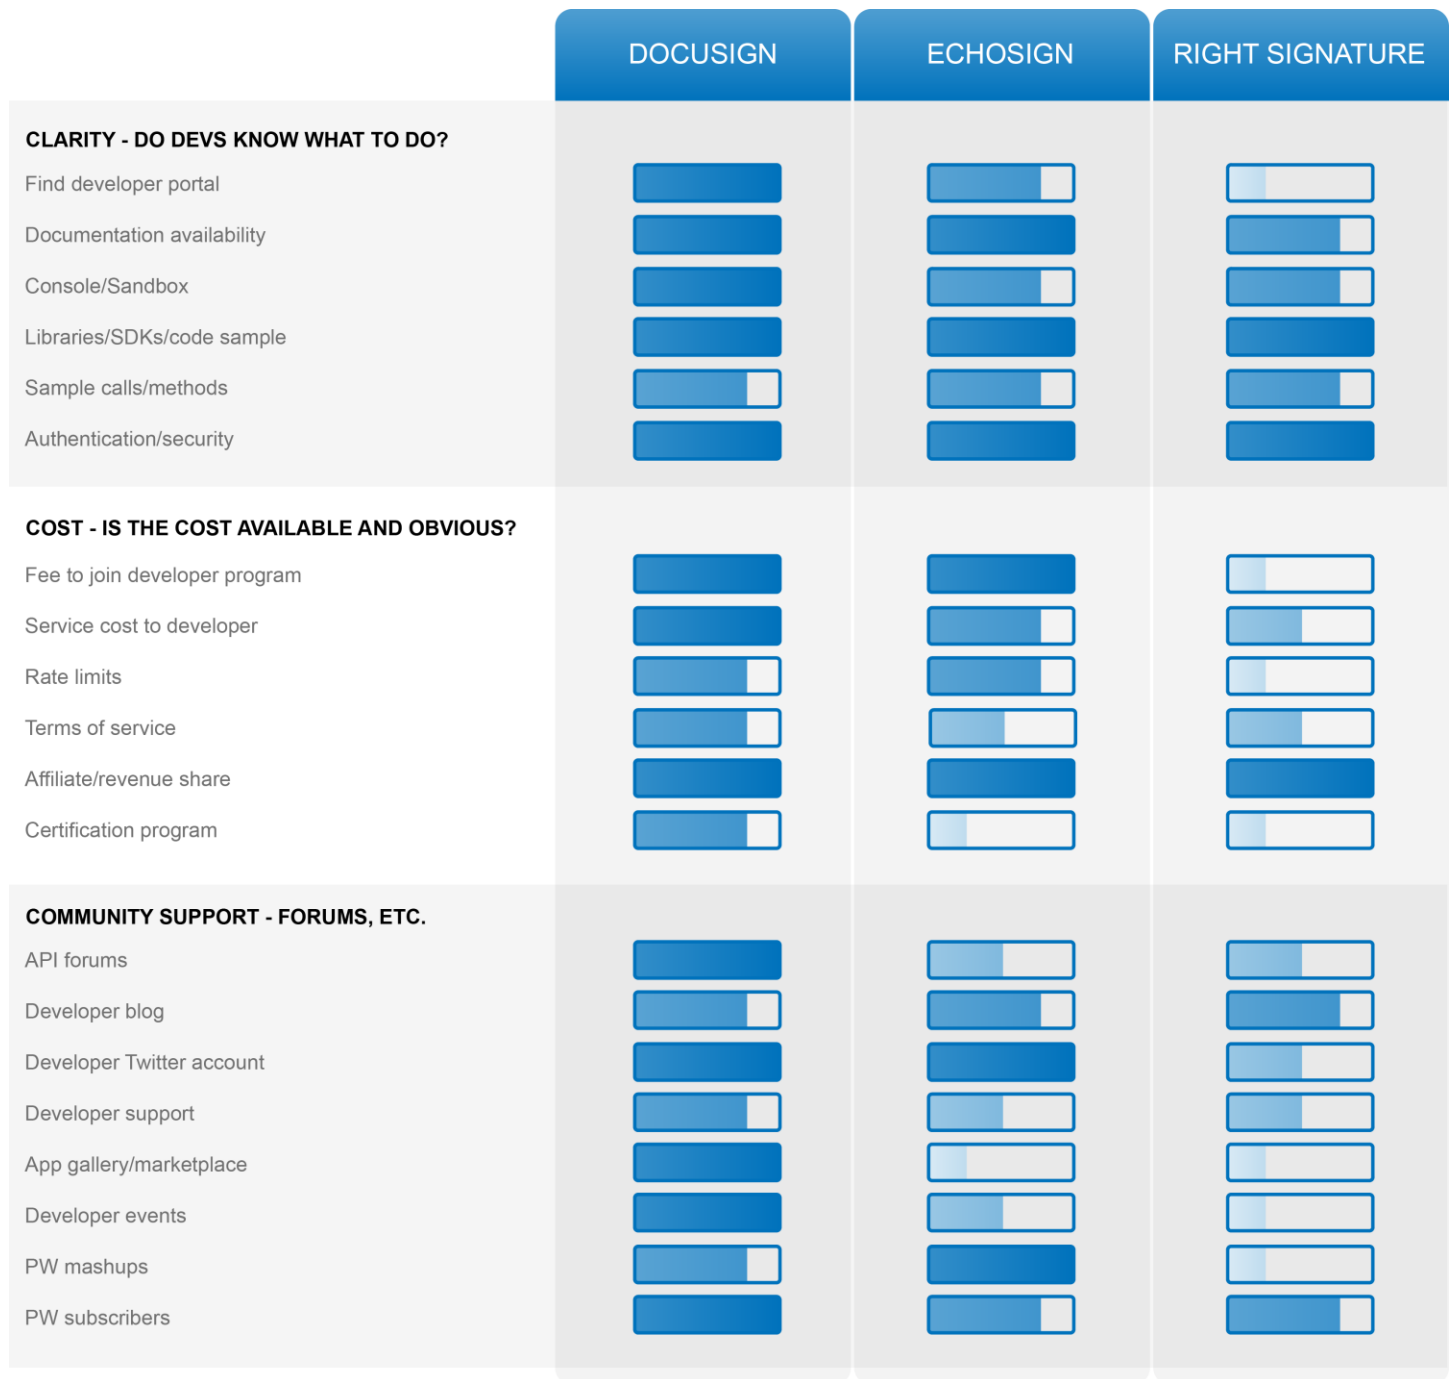 DOCUSIGN
ECHOSIGN
RIGHT SIGNATURE
CLARITY - DO DEVS KNOW WHAT TO DO?
Find developer portal
Documentation availability
Console/Sandbox
Libraries/SDKs/code sample
Sample calls/methods
Authentication/security
COST - IS THE COST AVAILABLE AND OBVIOUS?
Fee to join developer program
Service cost to developer
Rate limits
Terms of service
Affiliate/revenue share
Certification program
COMMUNITY SUPPORT - FORUMS, ETC.
API forums
Developer blog
Developer Twitter account
Developer support
App gallery/marketplace
Developer events
PW mashups
PW subscribers